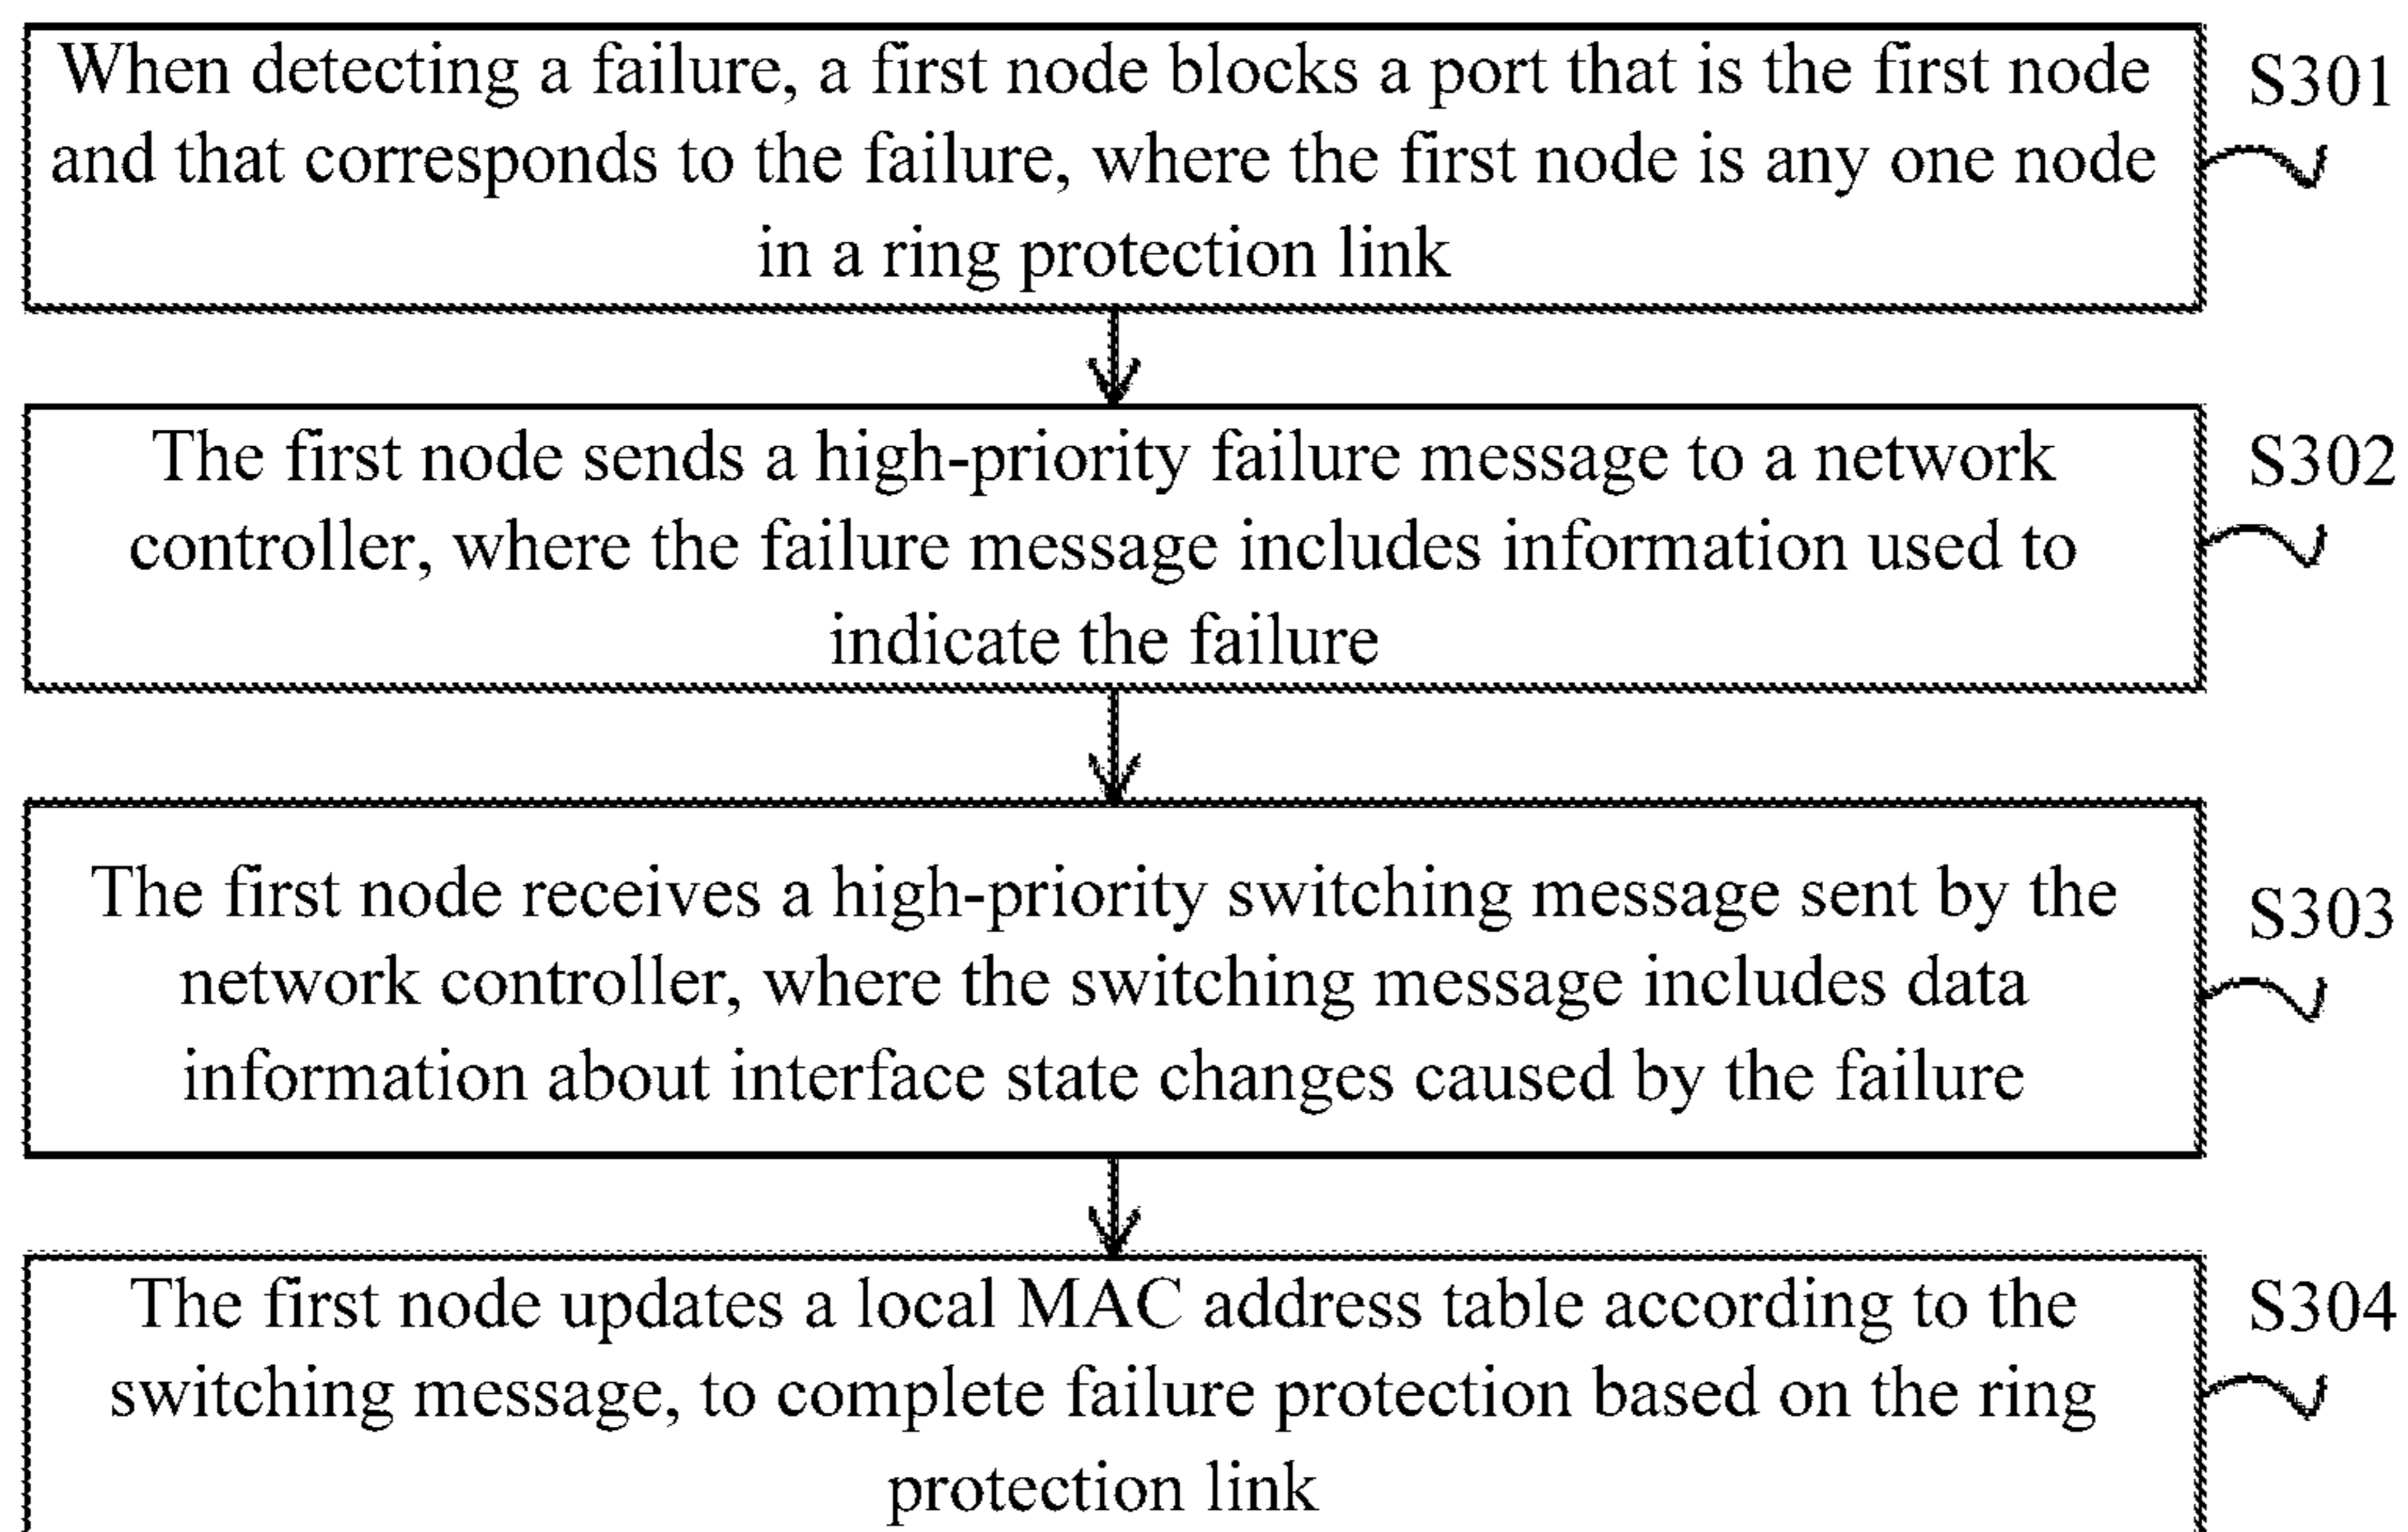 When detecting a failure, a first node blocks a port that is the first node
and that corresponds to the failure, where the first node is any one node
in a ring protection link
S301
The first node sends a high-priority failure message to a network
controller, where the failure message includes information used to
indicate the failure
S302
The first node receives a high-priority switching message sent by the
network controller, where the switching message includes data
information about interface state changes caused by the failure
S303
The first node updates a local MAC address table according to the
switching message, to complete failure protection based on the ring
protection link
S304